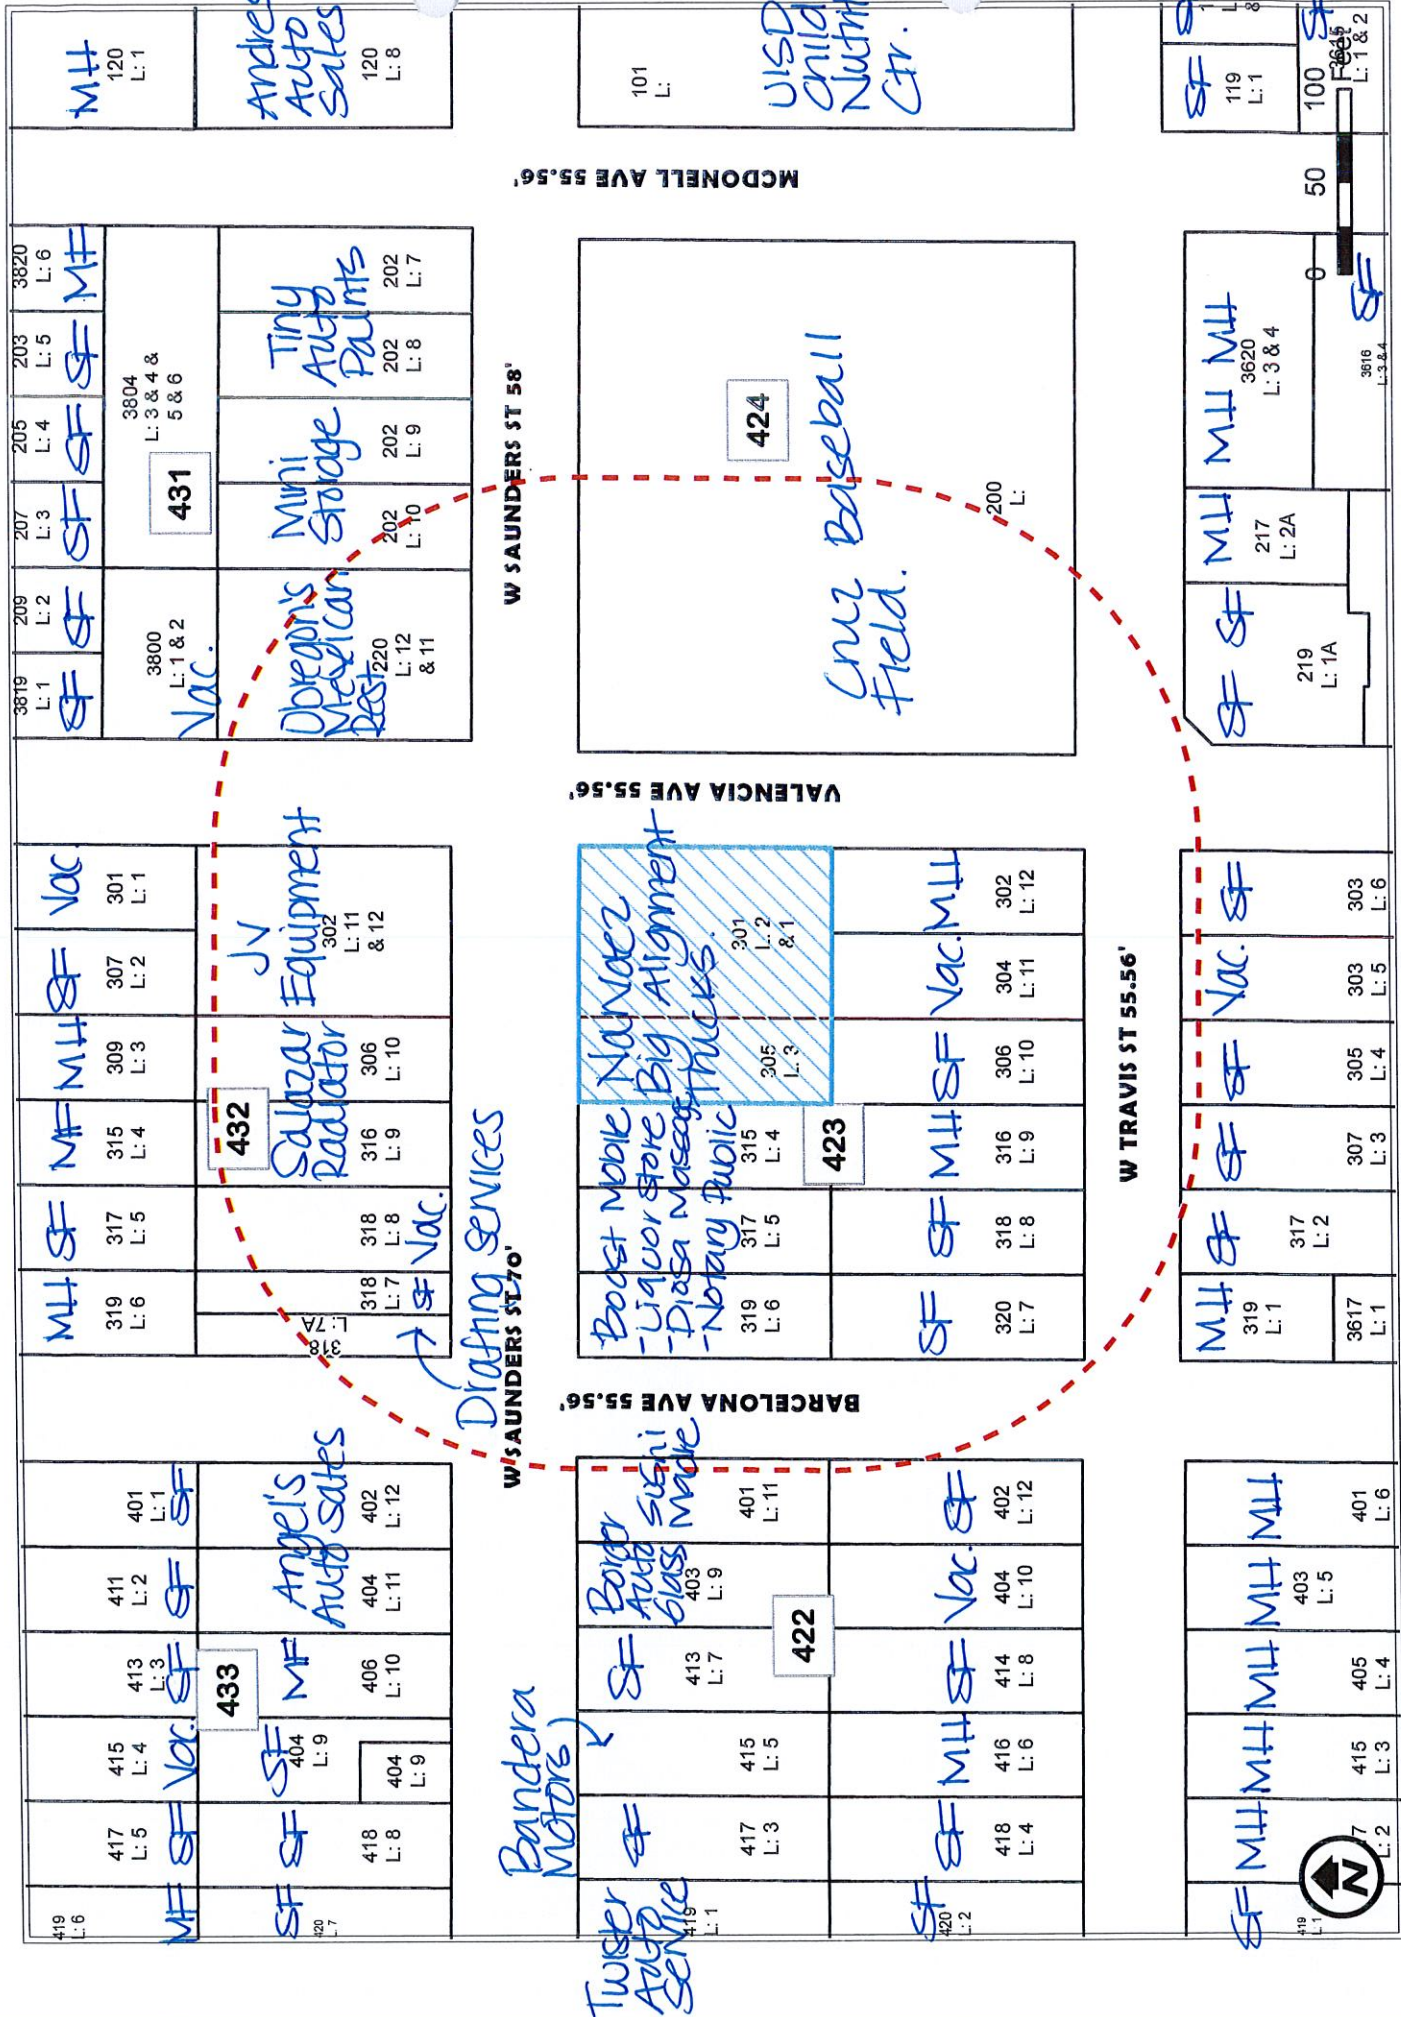 419
L: 6
MF
417
L: 5
SF
415
L: 4
Vac.
413
L: 3
SF
411
L: 2
SF
401
L: 1
SF
433
420
L: 7
SF
418
L: 8
SF
SF
404
L: 9
404
L: 9
MF
406
L: 10
Angel's
Auto Sales
404
L: 11
402
L: 12
MH
319
L: 6
SF
317
L: 5
MF
315
L: 4
MH
309
L: 3
SF
307
L: 2
Vac.
301
L: 1
432
318
L: 7A
318
L: 7
SF
318
L: 8
Vac.
Salazar
Radiator
316
L: 9
306
L: 10
JV
Equipment
302
L: 11
& 12
Drafting Services
3819
L: 1
SF
209
L: 2
SF
207
L: 3
SF
205
L: 4
SF
203
L: 5
SF
3820
L: 6
MF
3800
L: 1 & 2
Vac.
3804
L: 3 & 4 &
5 & 6
431
Obregon's
Mexican
Rest.
220
L: 12
& 11
Mini
Storage
202
L: 10
202
L: 9
Tiny
Auto
Paints
202
L: 8
202
L: 7
MH
120
L: 1
Andres
Auto
Sales
120
L: 8
W SAUNDERS ST 70'
W SAUNDERS ST 58'
BARCELONA AVE 55.56'
VALENCIA AVE 55.56'
MCDONELL AVE 55.56'
Bandera
Motors
Twister
Auto
Service
419
L: 1
SF
417
L: 3
415
L: 5
SF
413
L: 7
Border
Auto
Glass
403
L: 9
Sushi
Madre
401
L: 11
422
SF
420
L: 2
SF
418
L: 4
MH
416
L: 6
SF
414
L: 8
Vac.
404
L: 10
SF
402
L: 12
Boost Mobile
-Liquor Store
-Diosa Massage
-Notary Public
319
L: 6
317
L: 5
315
L: 4
Narvaez
Big Alignment
Trucks.
305
L: 3
301
L: 2
& 1
423
SF
320
L: 7
SF
318
L: 8
MH
316
L: 9
SF
306
L: 10
Vac.
304
L: 11
MH
302
L: 12
424
Cruz Baseball
Field.
200
L:
101
L:
UISD
Child
Nutrit
Ctr.
W TRAVIS ST 55.56'
SF
419
L: 1
MH
7
L: 2
MH
415
L: 3
MH
405
L: 4
MH
403
L: 5
MH
401
L: 6
MH
319
L: 1
3617
L: 1
SF
317
L: 2
SF
307
L: 3
SF
305
L: 4
Vac.
303
L: 5
SF
303
L: 6
SF SF
219
L: 1A
MH
217
L: 2A
MH MH
3620
L: 3 & 4
SF
3616
L: 3 & 4
SF
119
L: 1
SF
L: 1 & 2
N
0 50 100
Feet